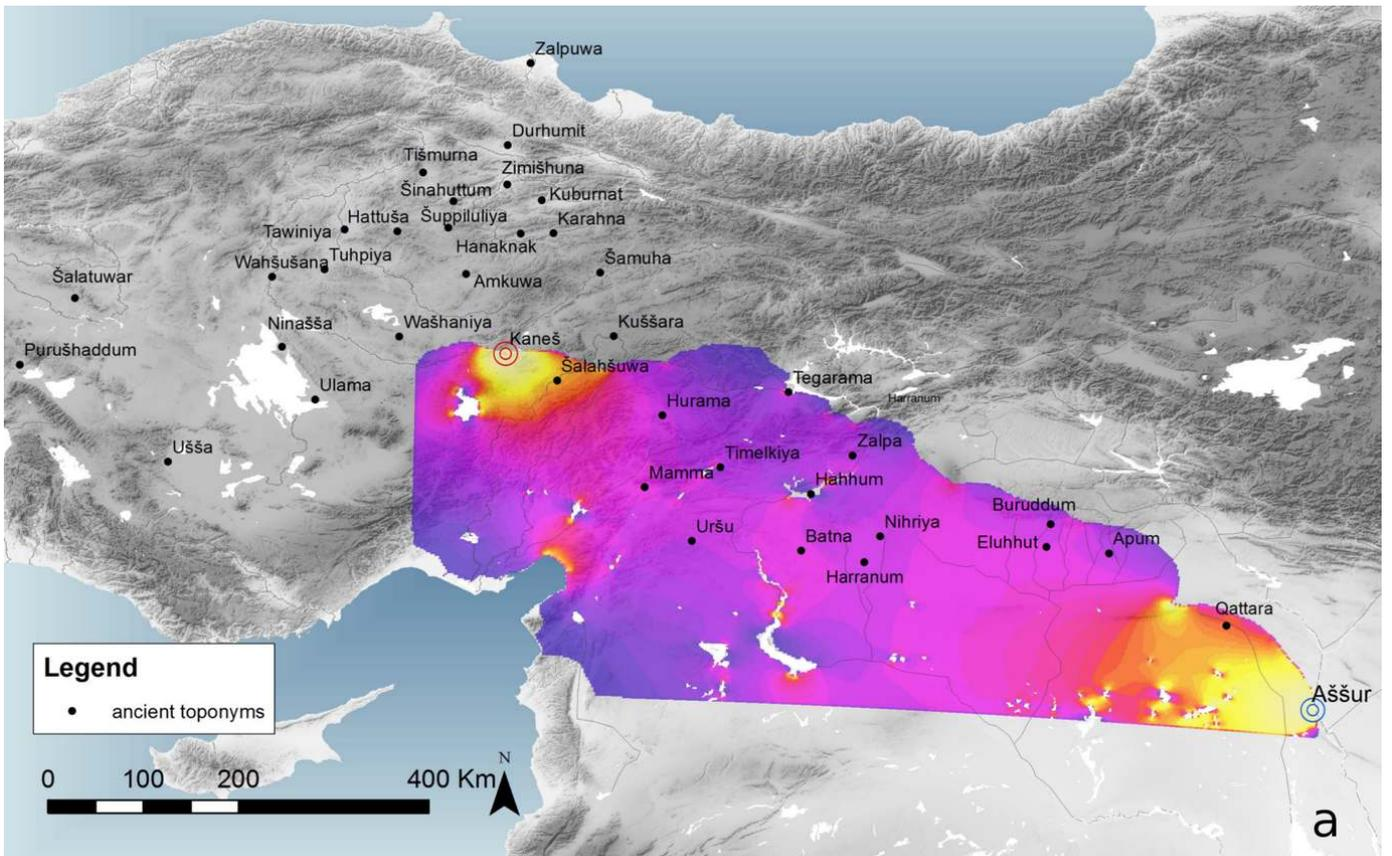 Zalpuwa
Durhumit
Tišmurna
Zimišhuna
Šinahuttum
Kuburnat
Hattuša
Šuppiluliya
Karahna
Tawiniya
Hanaknak
Wahšušana
Tuhpiya
Šamuha
Šalatuwar
Amkuwa
Ninašša
Wašhaniya
Kuššara
Kaneš
Purušhaddum
Šalahšuwa
Ulama
Tegarama
Harranum
Hurama
Ušša
Zalpa
Timelkiya
Mamma
Hahhum
Buruddum
Uršu
Nihriya
Batna
Eluhhut
Apum
Harranum
Qattara
Aššur
Legend
ancient toponyms
0 100 200 400 Km
N
a